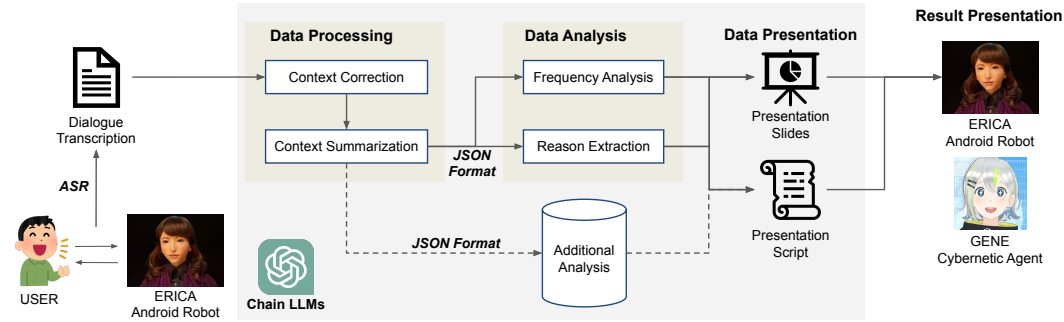 Data Processing
Data Analysis
Data Presentation
Result Presentation
Dialogue
Transcription
Context Correction
Context Summarization
JSON
Format
Frequency Analysis
Reason Extraction
Presentation
Slides
Presentation
Script
ERICA
Android Robot
GENE
Cybernetic Agent
ASR
USER
ERICA
Android Robot
Chain LLMs
JSON Format
Additional
Analysis